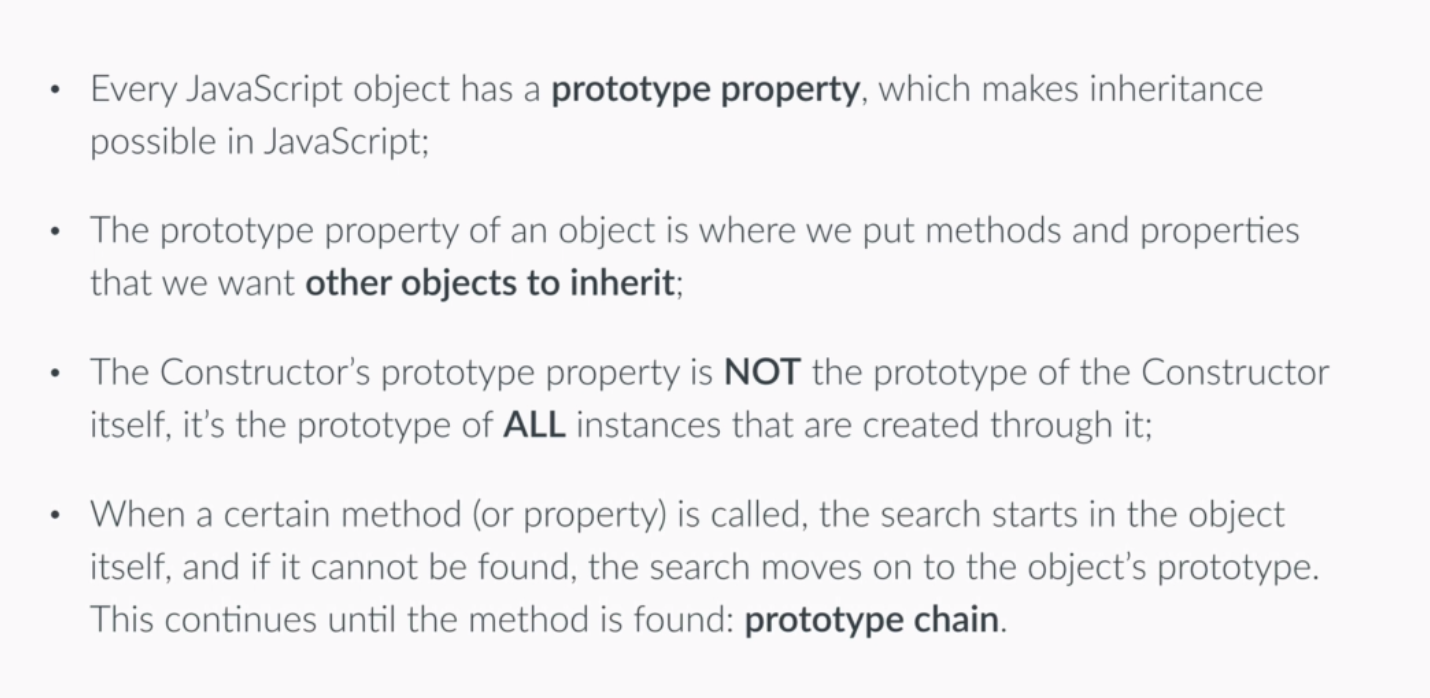 • Every JavaScript object has a prototype property, which makes inheritance
possible in JavaScript;
• The prototype property of an object is where we put methods and properties
that we want other objects to inherit;
• The Constructor’s prototype property is NOT the prototype of the Constructor
itself, it’s the prototype of ALL instances that are created through it;
• When a certain method (or property) is called, the search starts in the object
itself, and if it cannot be found, the search moves on to the object’s prototype.
This continues until the method is found: prototype chain.